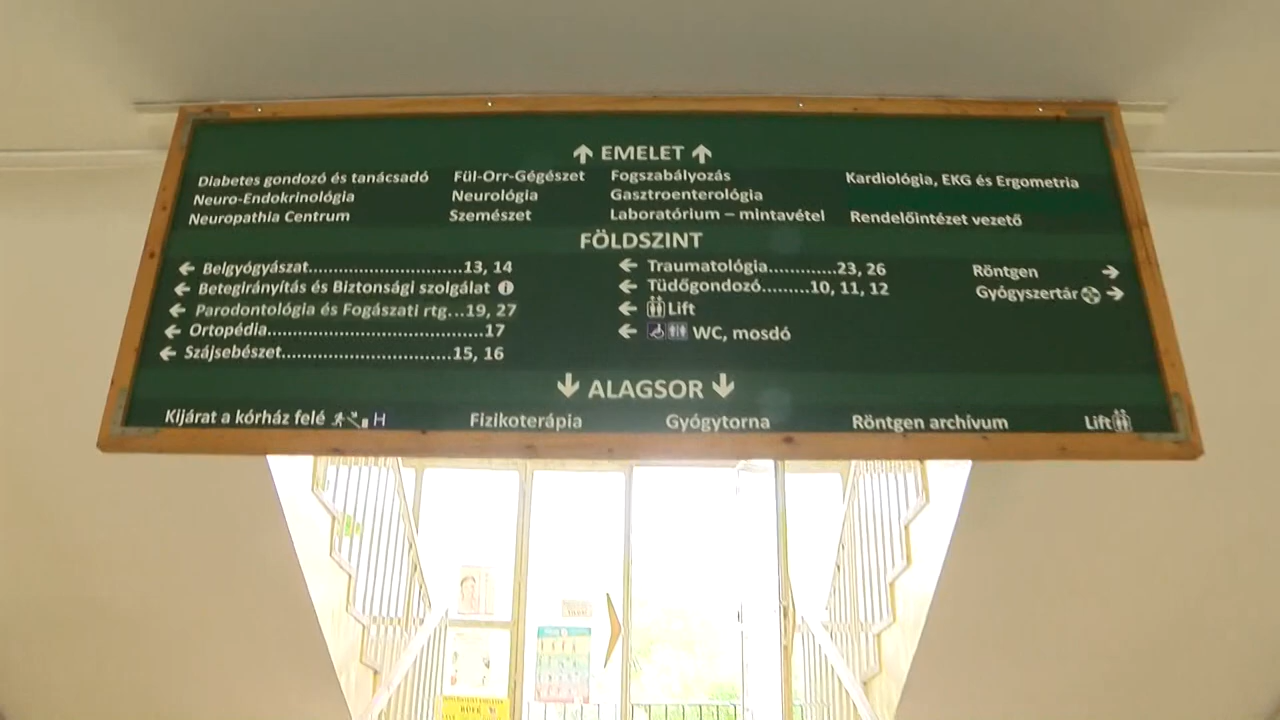 EMELET
Diabetes gondozó és tanácsadó Fül-Orr-Gégészet Fogszabályozás Kardiológia, EKG és Ergometria
Neuro-Endokrinológia Neurológia Gasztroenterológia
Neuropathia Centrum Szemészet Laboratórium – mintavétel Rendelőintézet vezető
FÖLDSZINT
Belgyógyászat..............................13, 14 Traumatológia............23, 26 Röntgen
Betegirányítás és Biztonsági szolgálat Tüdőgondozó........10, 11, 12 Gyógyszertár
Parodontológia és Fogászati rtg...19, 27 Lift
Ortopédia.....................................17 WC, mosdó
Szájsebészet.............................15, 16
ALAGSOR
Kijárat a kórház felé H Fizikoterápia Gyógytorna Röntgen archívum Lift